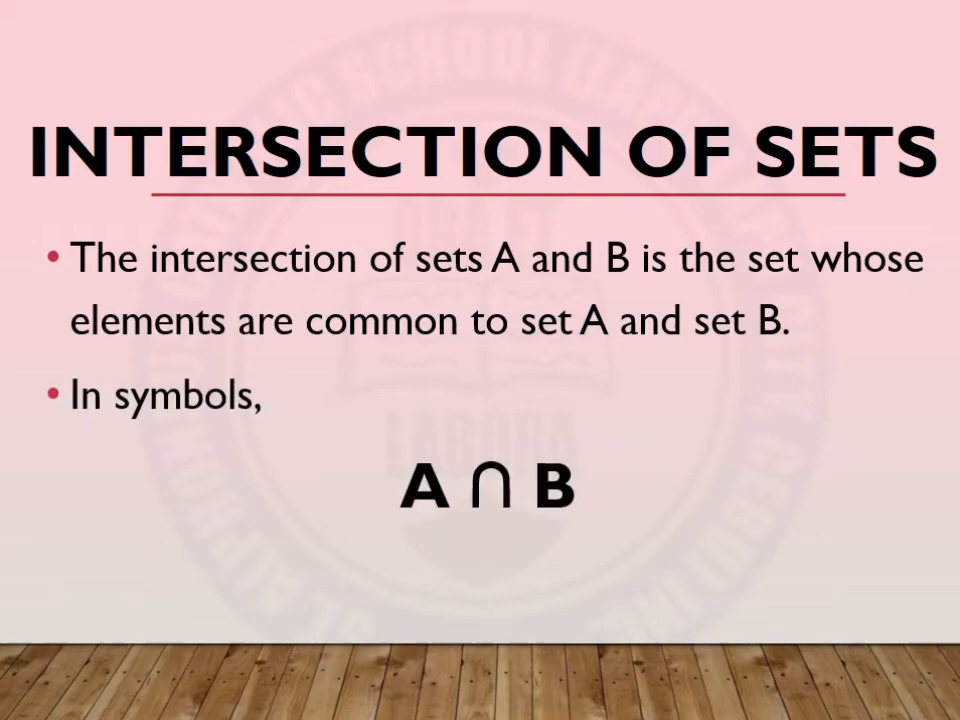 INTERSECTION OF SETS
• The intersection of sets A and B is the set whose
elements are common to set A and set B.
• In symbols,
A ∩ B
LABORA